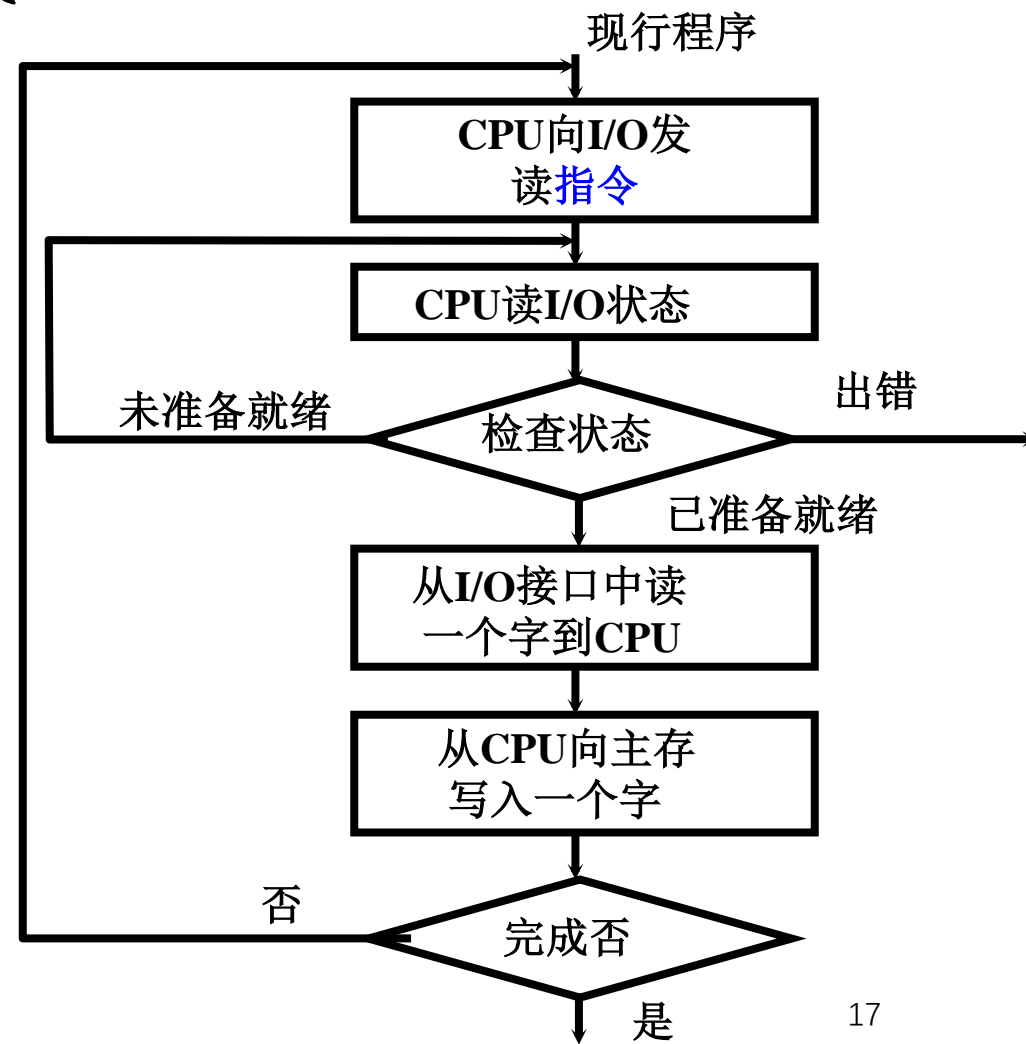 现行程序
CPU向I/O发
读指令
CPU读I/O状态
未准备就绪
检查状态
出错
已准备就绪
从I/O接口中读
一个字到CPU
从CPU向主存
写入一个字
否
完成否
是
17